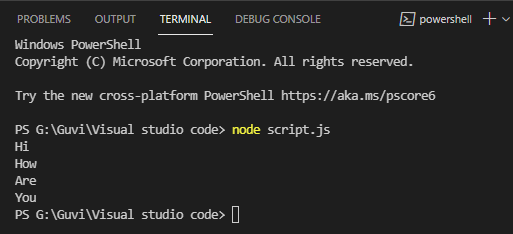 PROBLEMS OUTPUT TERMINAL DEBUG CONSOLE powershell
Windows PowerShell
Copyright (C) Microsoft Corporation. All rights reserved.
Try the new cross-platform PowerShell https://aka.ms/pscore6
PS G:\Guvi\Visual studio code> node script.js
Hi
How
Are
You
PS G:\Guvi\Visual studio code>